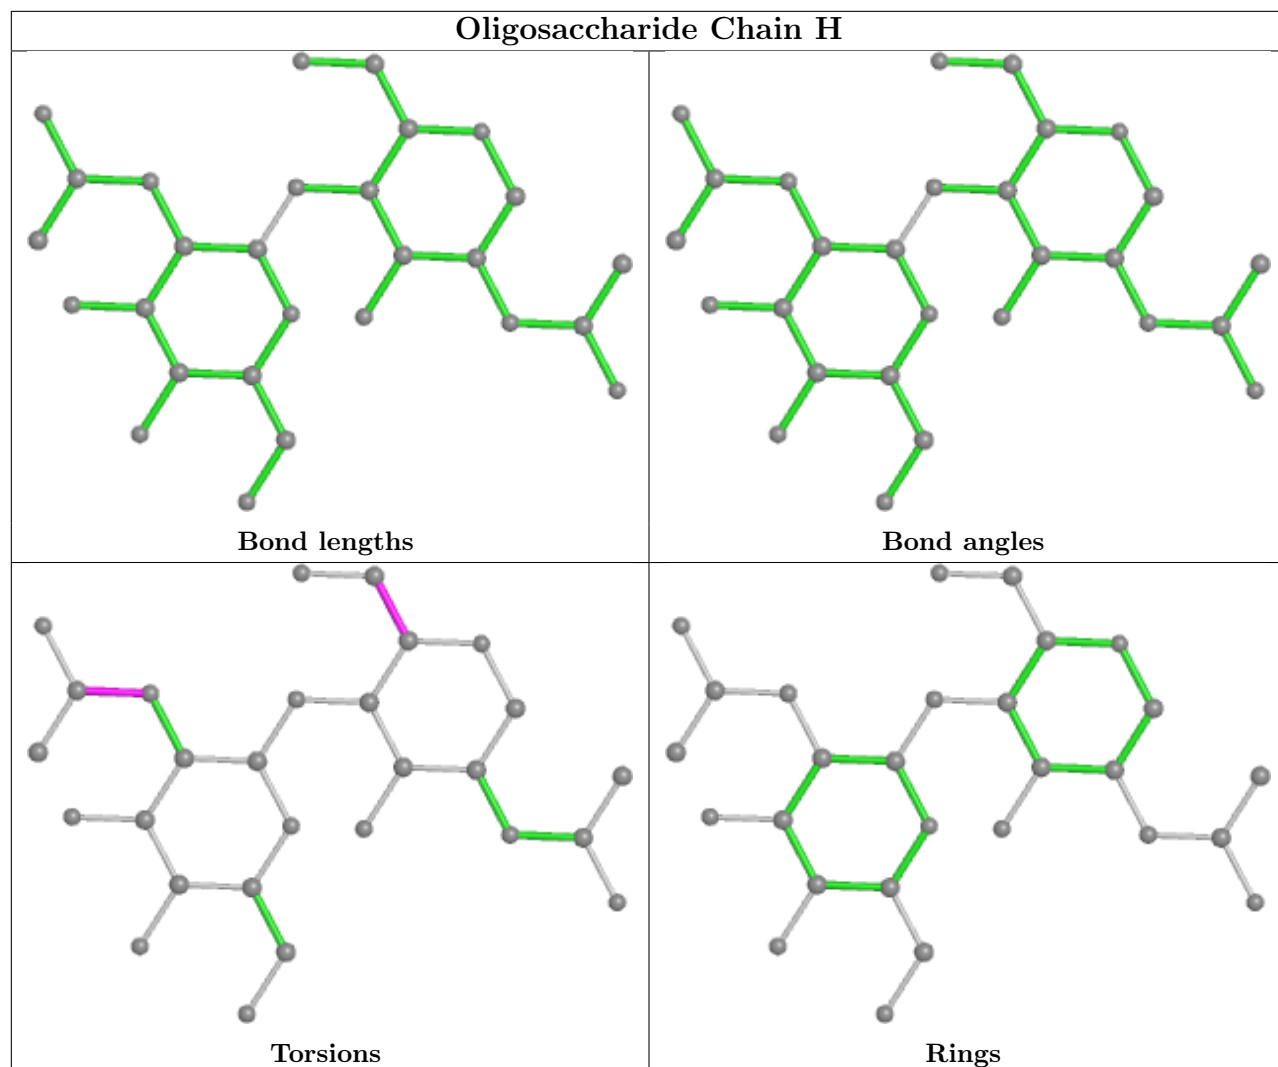 Oligosaccharide Chain H
Bond lengths
Bond angles
Torsions
Rings